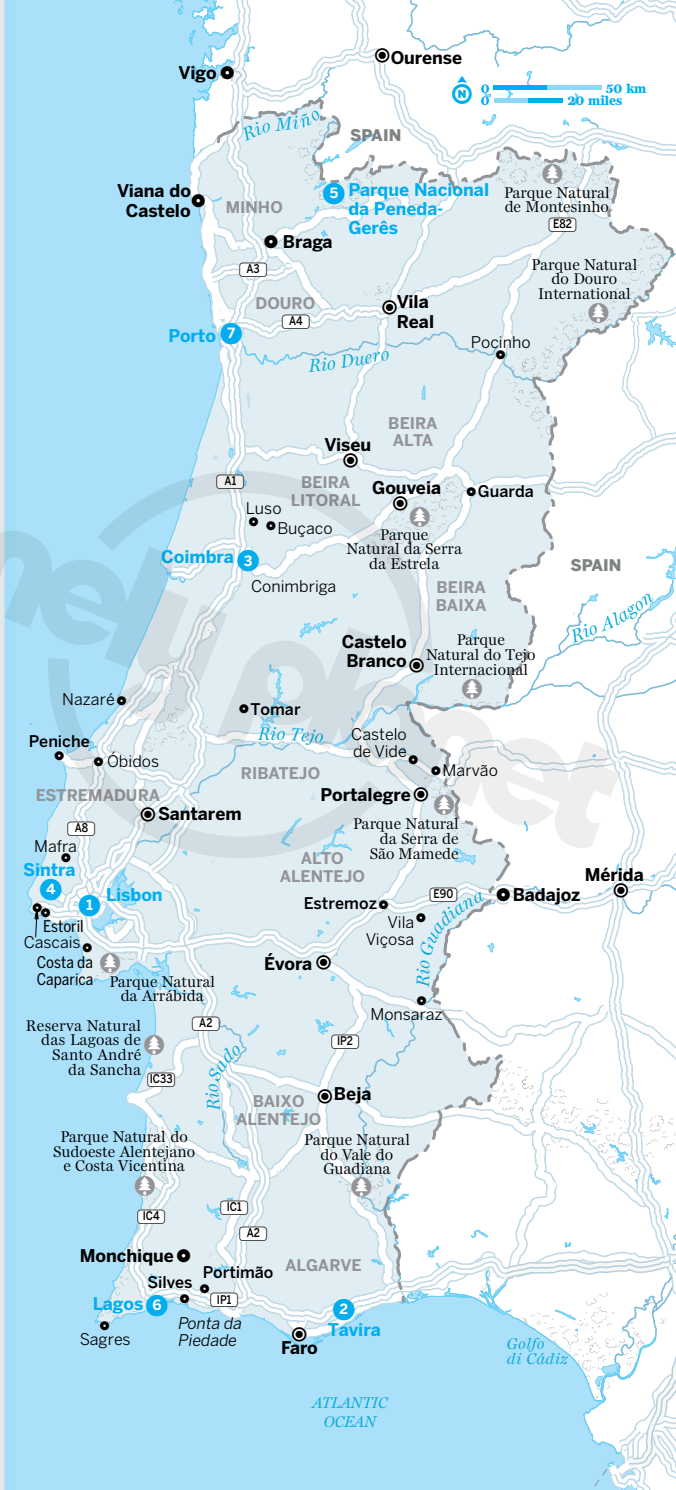 Ourense
Vigo
0 50 km
0 20 miles
N
Rio Miño
SPAIN
Parque Natural
de Montesinho
Viana do
Castelo
MINHO
5 Parque Nacional
da Peneda-
Gerês
E82
Braga
Parque Natural
do Douro
International
A3
DOURO
Vila
Real
A4
Porto 7
Pocinho
Rio Duero
BEIRA
ALTA
Viseu
A1
BEIRA
LITORAL
Gouveia
Guarda
Luso
Buçaco
Parque
Natural da Serra
da Estrela
Coimbra 3
SPAIN
Conimbriga
BEIRA
BAIXA
Rio Alagon
Castelo
Branco
Parque
Natural do Tejo
Internacional
Nazaré
Tomar
Rio Tejo
Castelo
de Vide
Peniche
Óbidos
Marvão
RIBATEJO
ESTREMADURA
Portalegre
Santarem
A8
Parque Natural
da Serra de
São Mamede
Mafra
ALTO
ALENTEJO
Sintra
4
Mérida
1 Lisbon
E90
Badajoz
Estremoz
Estoril
Vila
Viçosa
Cascais
Rio Guadiana
Costa da
Caparica
Évora
Parque Natural
da Arrábida
Monsaraz
Reserva Natural
das Lagoas de
Santo André
da Sancha
A2
IP2
Rio Sado
IC33
Beja
BAIXO
ALENTEJO
Parque Natural do
Sudoeste Alentejano
e Costa Vicentina
Parque Natural
do Vale do
Guadiana
IC4
IC1
A2
Monchique
ALGARVE
Portimão
Silves
Lagos 6
IP1
2
Tavira
Ponta da
Piedade
Sagres
Faro
Golfo
di Cádiz
ATLANTIC
OCEAN
lonely planet